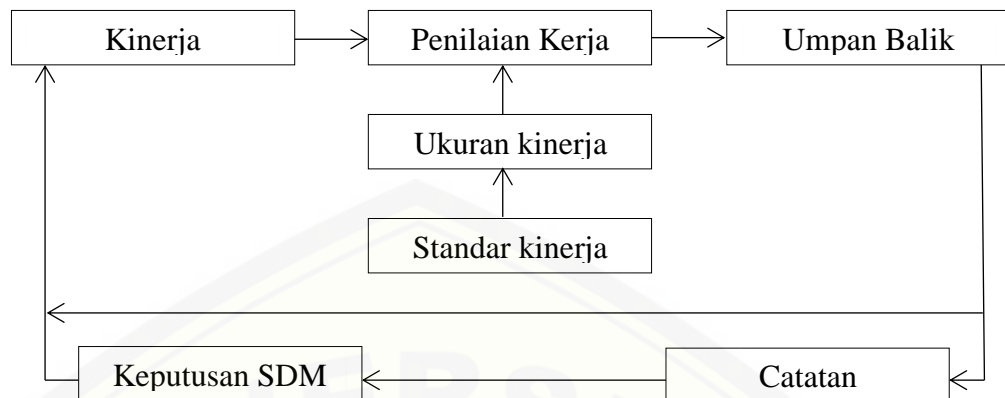 Kinerja
Penilaian Kerja
Umpan Balik
Ukuran kinerja
Standar kinerja
Keputusan SDM
Catatan